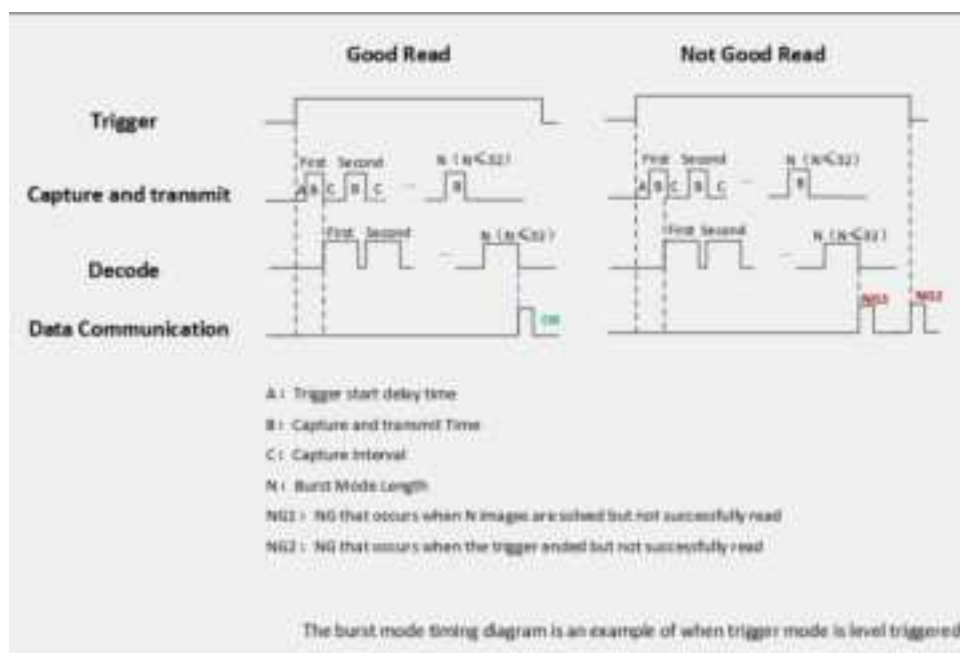 Good Read Not Good Read
Trigger
First Second N (N≤32) First Second N (N≤32)
Capture and transmit A B C B C ... B A B C B C ... B
First Second N (N≤32) First Second N (N≤32)
Decode ... ...
NG1 NG2
Data Communication
A: Trigger start delay time
B: Capture and transmit Time
C: Capture Interval
N: Burst Mode Length
NG1: NG that occurs when N images are solved but not successfully read
NG2: NG that occurs when the trigger ended but not successfully read
The burst mode timing diagram is an example of when trigger mode is level triggered